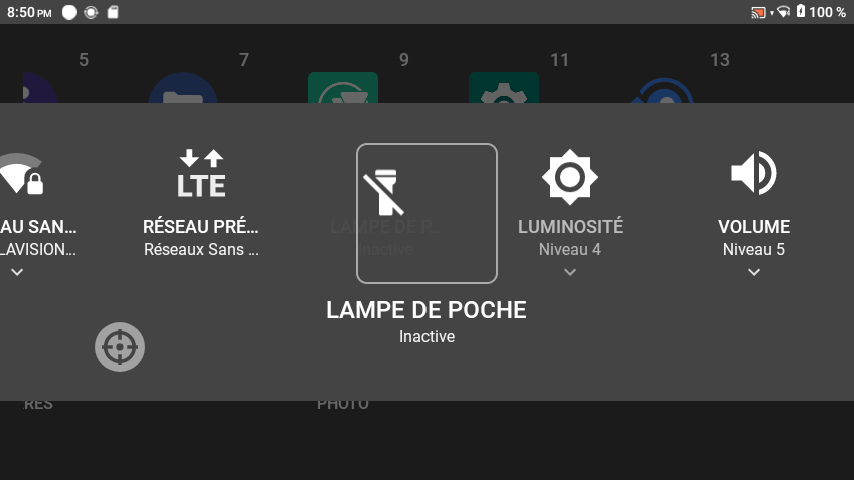 8:50 PM
100 %
5
7
9
11
13
LTE
AU SAN...
RÉSEAU PRÉ...
LAMPE DE P...
LUMINOSITÉ
VOLUME
LAVISION...
Réseaux Sans ...
Inactive
Niveau 4
Niveau 5
LAMPE DE POCHE
Inactive
RES
PHOTO